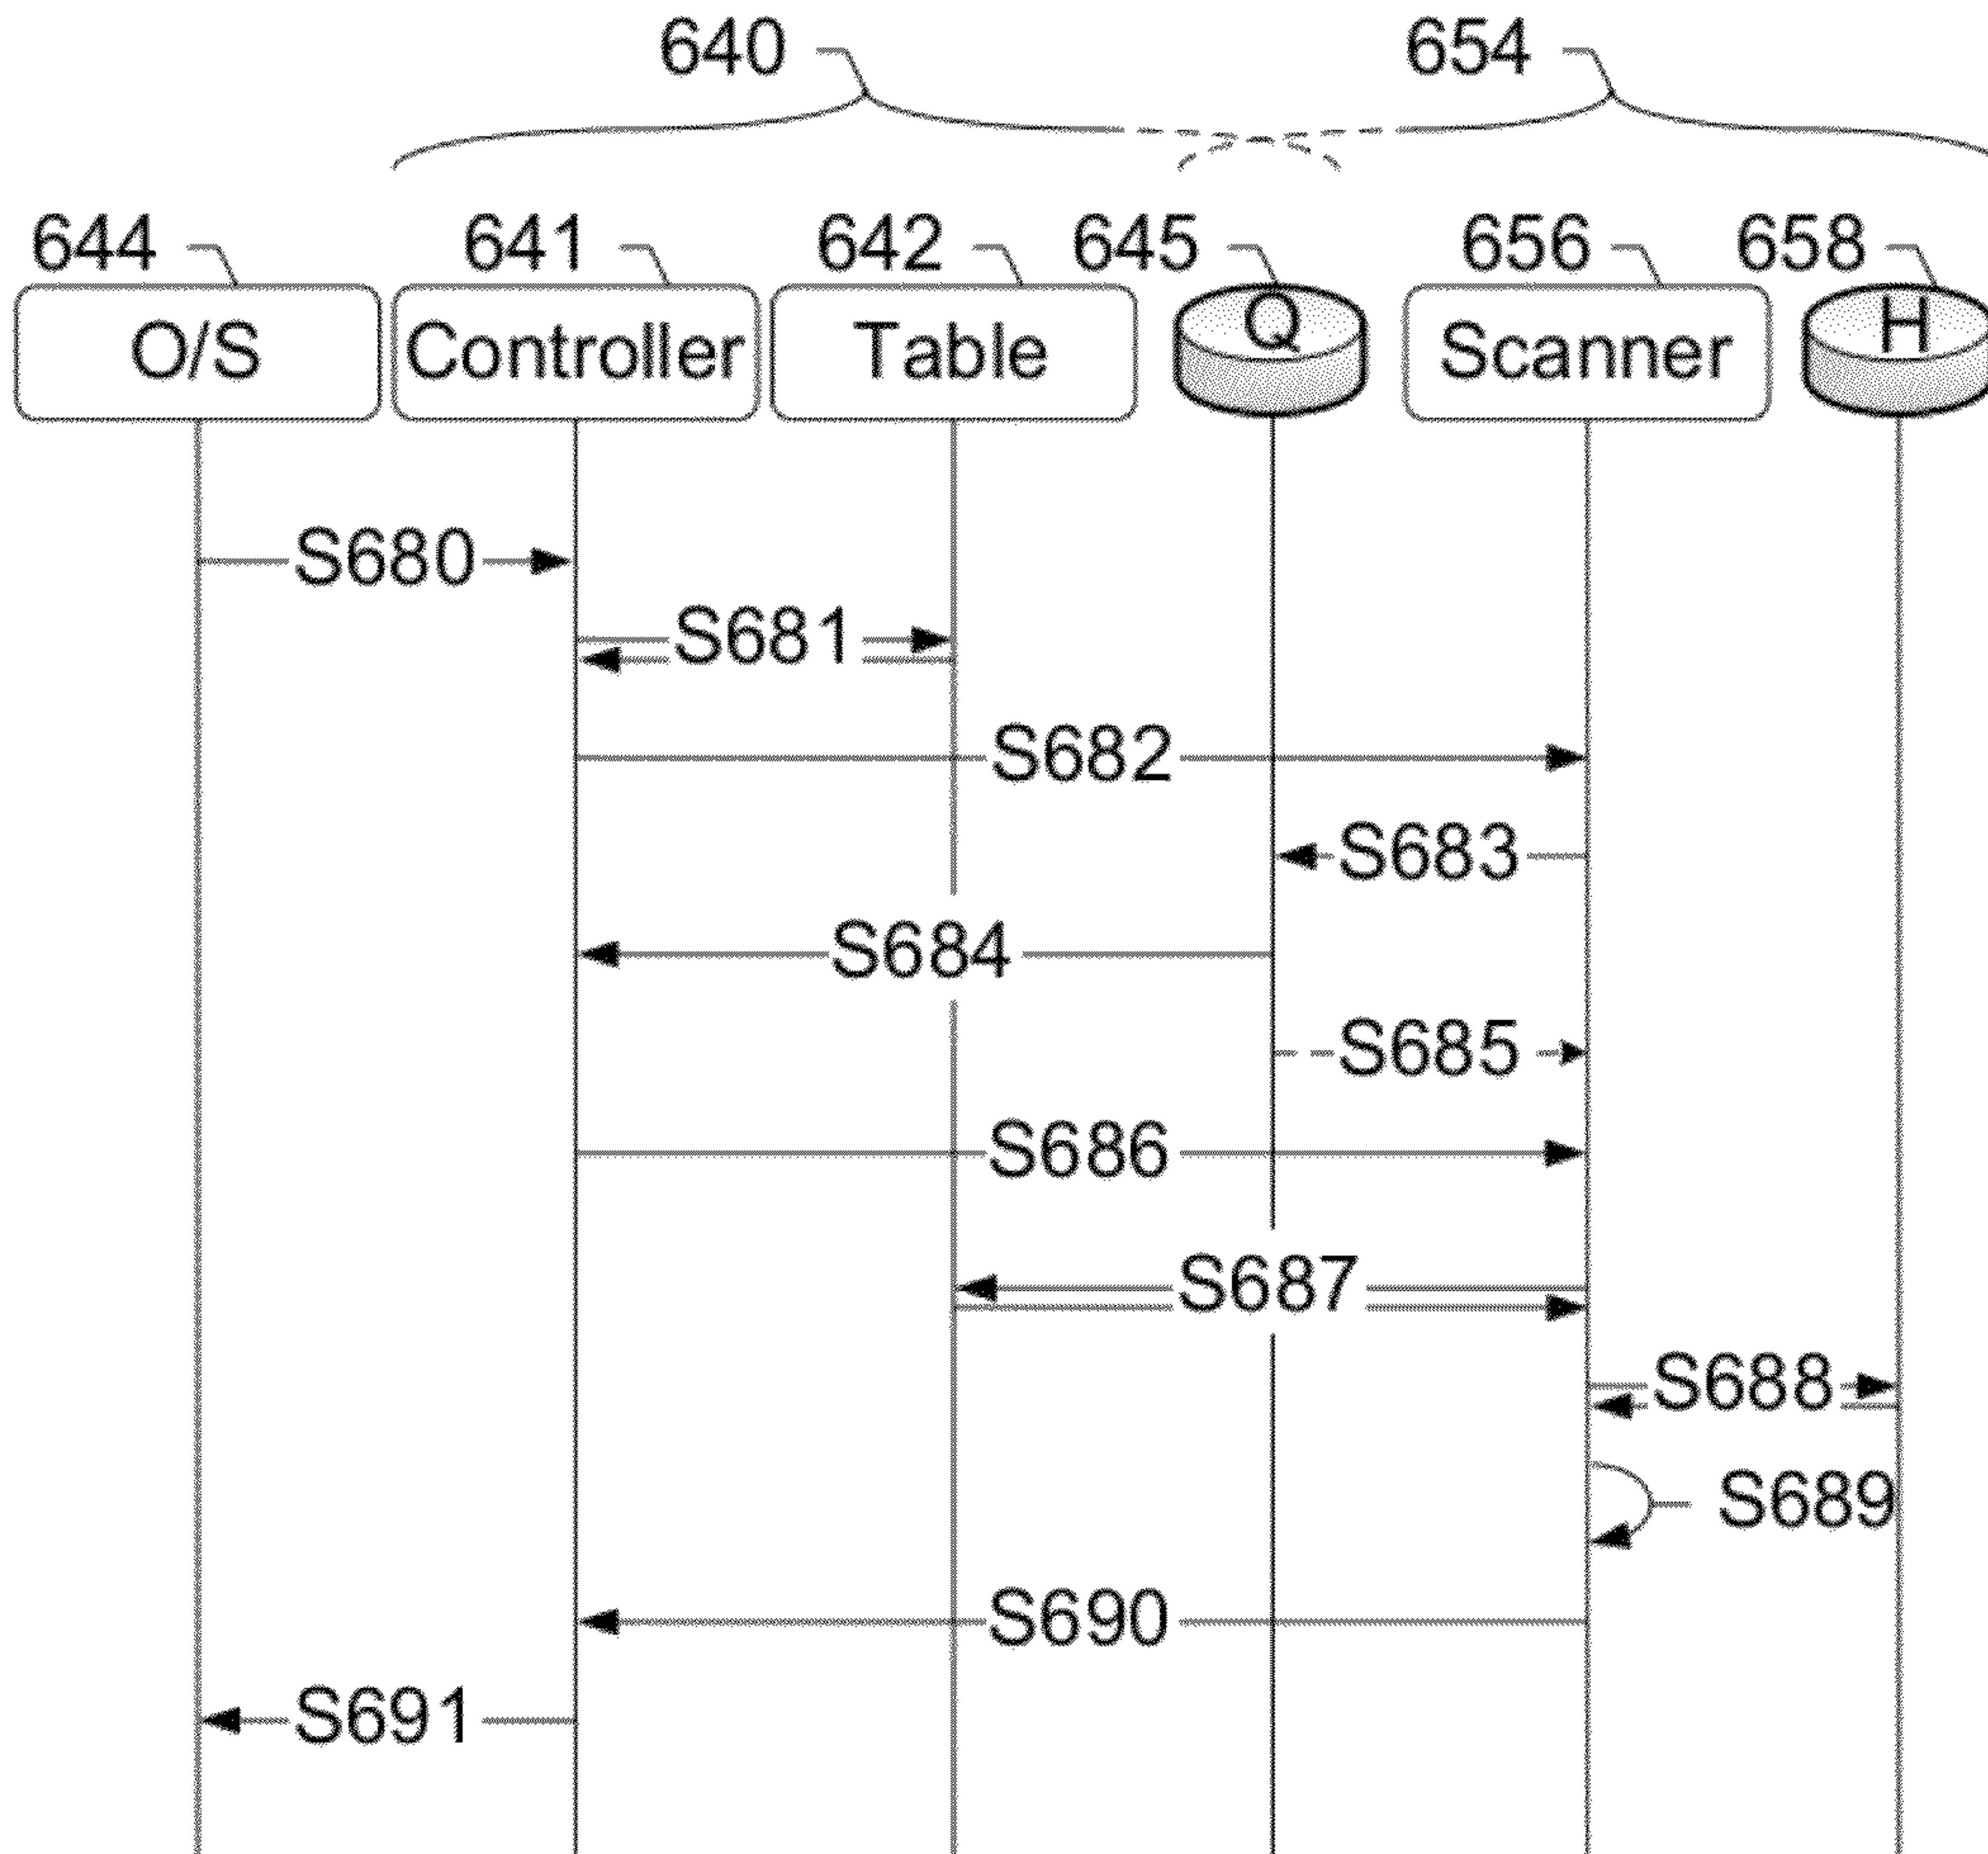 640 654
644 641 642 645 656 658
O/S Controller Table Q Scanner H
S680
S681
S682
S683
S684
S685
S686
S687
S688
S689
S690
S691